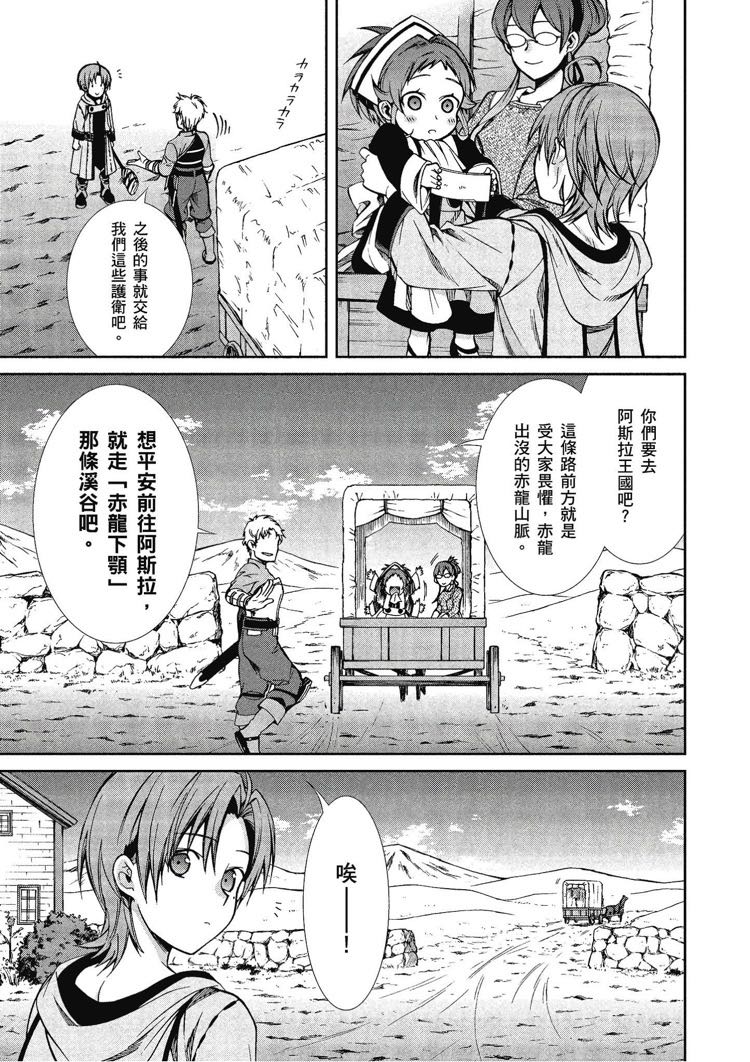 カラカラカラ
之後的事就交給
我們這些護衛吧。
你們要去
阿斯拉王國吧？
這條路前方就是
受大家畏懼，赤龍
出沒的赤龍山脈。
想平安前往阿斯拉，
就走「赤龍下顎」
那條溪谷吧。
唉——！